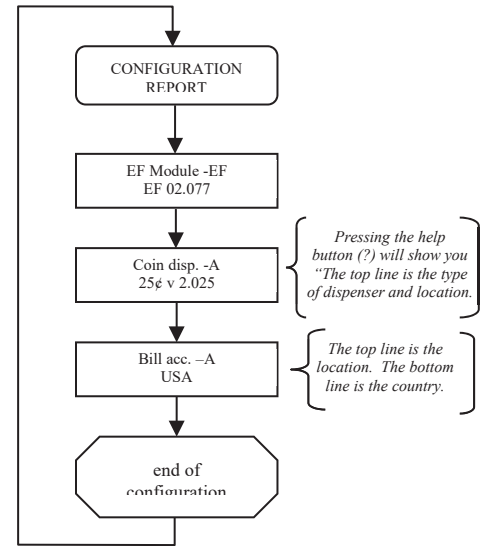 CONFIGURATION
REPORT
EF Module -EF
EF 02.077
Coin disp. -A
25¢ v 2.025
Pressing the help
button (?) will show you
“The top line is the type
of dispenser and location.
Bill acc. –A
USA
The top line is the
location. The bottom
line is the country.
end of
configuration